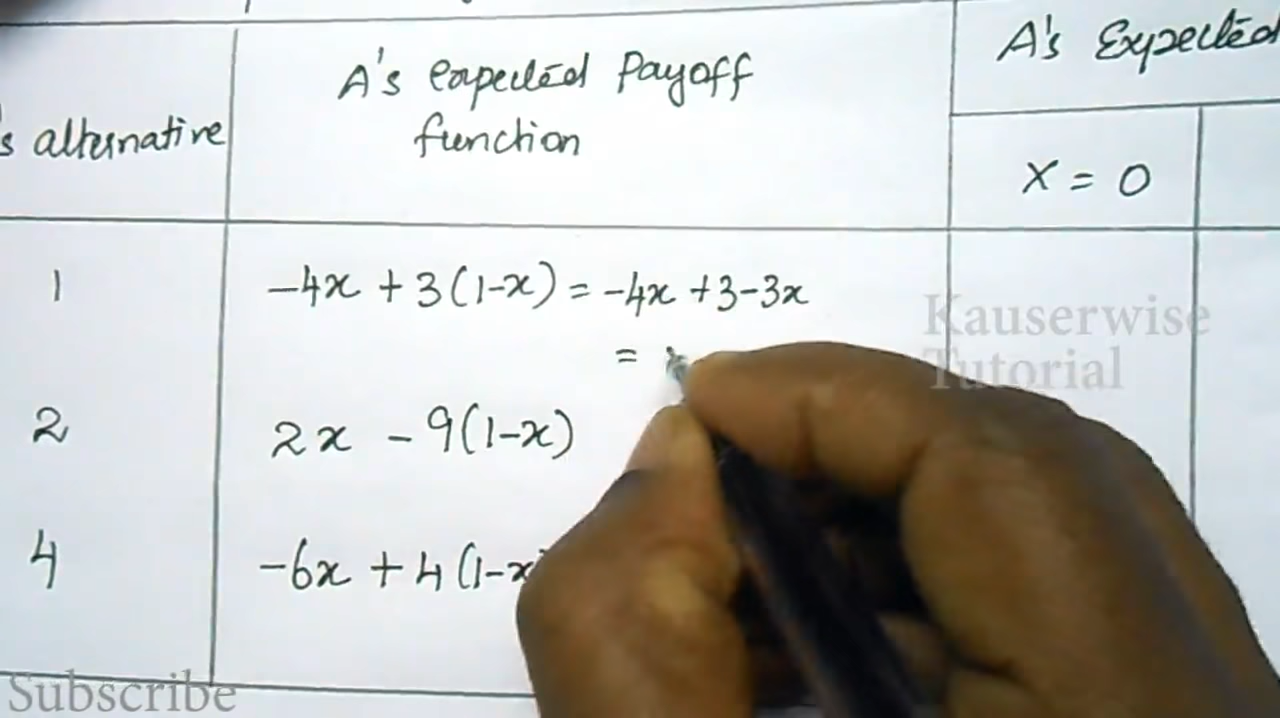 A's expected Payoff function
A's Expected
's alternative
X = 0
1
-4x + 3(1-x) = -4x +3-3x
=
2
2x - 9(1-x)
4
-6x + 4(1-x
Kauserwise
Tutorial
Subscribe